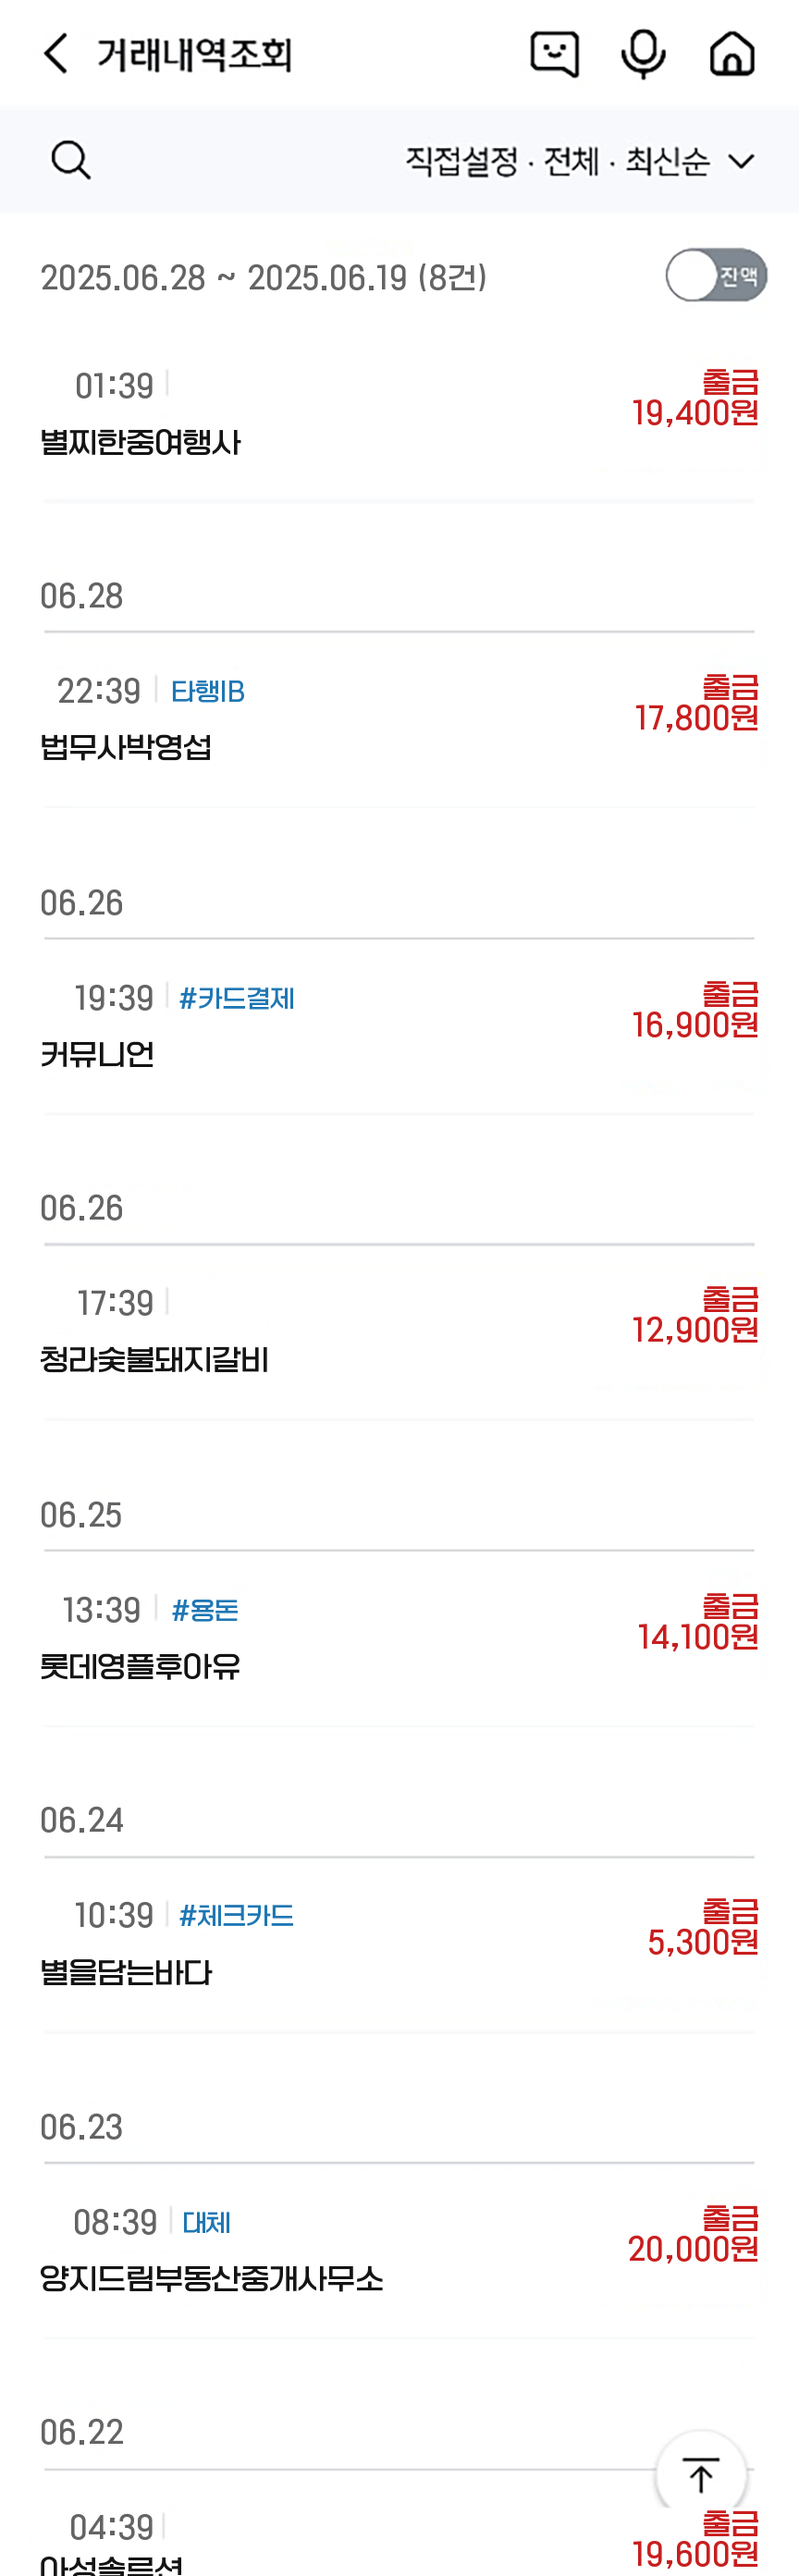 거래내역조회
직접설정 · 전체 · 최신순
2025.06.28 ~ 2025.06.19 (8건)
잔액
01:39
출금
19,400원
별찌한중여행사
06.28
22:39 타행IB
출금
17,800원
법무사박영섭
06.26
19:39 #카드결제
출금
16,900원
커뮤니언
06.26
17:39
출금
12,900원
청라숯불돼지갈비
06.25
13:39 #용돈
출금
14,100원
롯데영플후아유
06.24
10:39 #체크카드
출금
5,300원
별을담는바다
06.23
08:39 대체
출금
20,000원
양지드림부동산중개사무소
06.22
04:39
출금
19,600원
아성솔루션